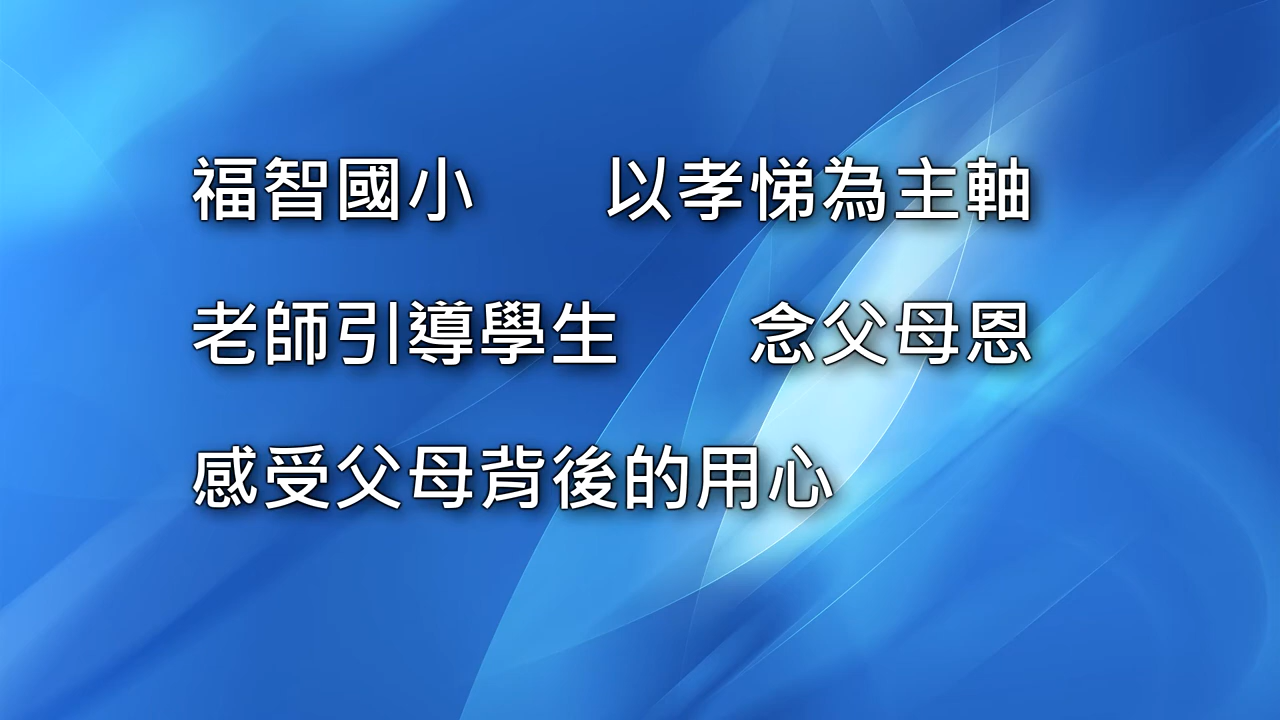 福智國小　以孝悌為主軸
老師引導學生　念父母恩
感受父母背後的用心